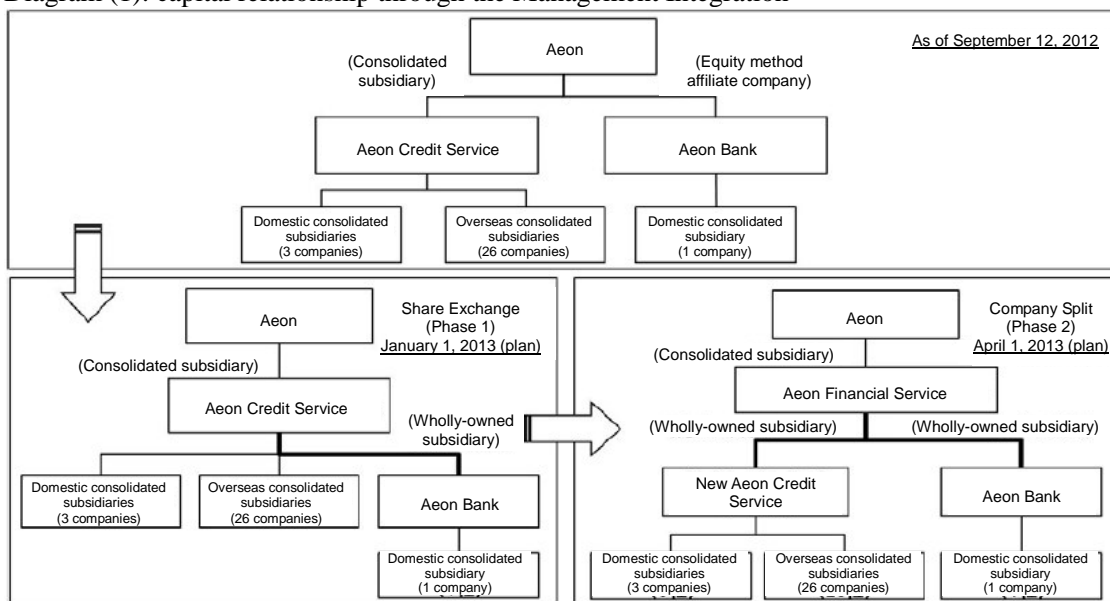 Diagram (1): capital relationship through the Management Integration
As of September 12, 2012
Aeon
(Consolidated
subsidiary)
(Equity method
affiliate company)
Aeon Credit Service
Aeon Bank
Domestic consolidated
subsidiaries
(3 companies)
Overseas consolidated
subsidiaries
(26 companies)
Domestic consolidated
subsidiary
(1 company)
Share Exchange
(Phase 1)
January 1, 2013 (plan)
Aeon
(Consolidated subsidiary)
Aeon Credit Service
(Wholly-owned
subsidiary)
Domestic consolidated
subsidiaries
(3 companies)
Overseas consolidated
subsidiaries
(26 companies)
Aeon Bank
Domestic consolidated
subsidiary
(1 company)
Company Split
(Phase 2)
April 1, 2013 (plan)
Aeon
(Consolidated subsidiary)
Aeon Financial Service
(Wholly-owned subsidiary)
(Wholly-owned subsidiary)
New Aeon Credit
Service
Aeon Bank
Domestic consolidated
subsidiaries
(3 companies)
Overseas consolidated
subsidiaries
(26 companies)
Domestic consolidated
subsidiary
(1 company)